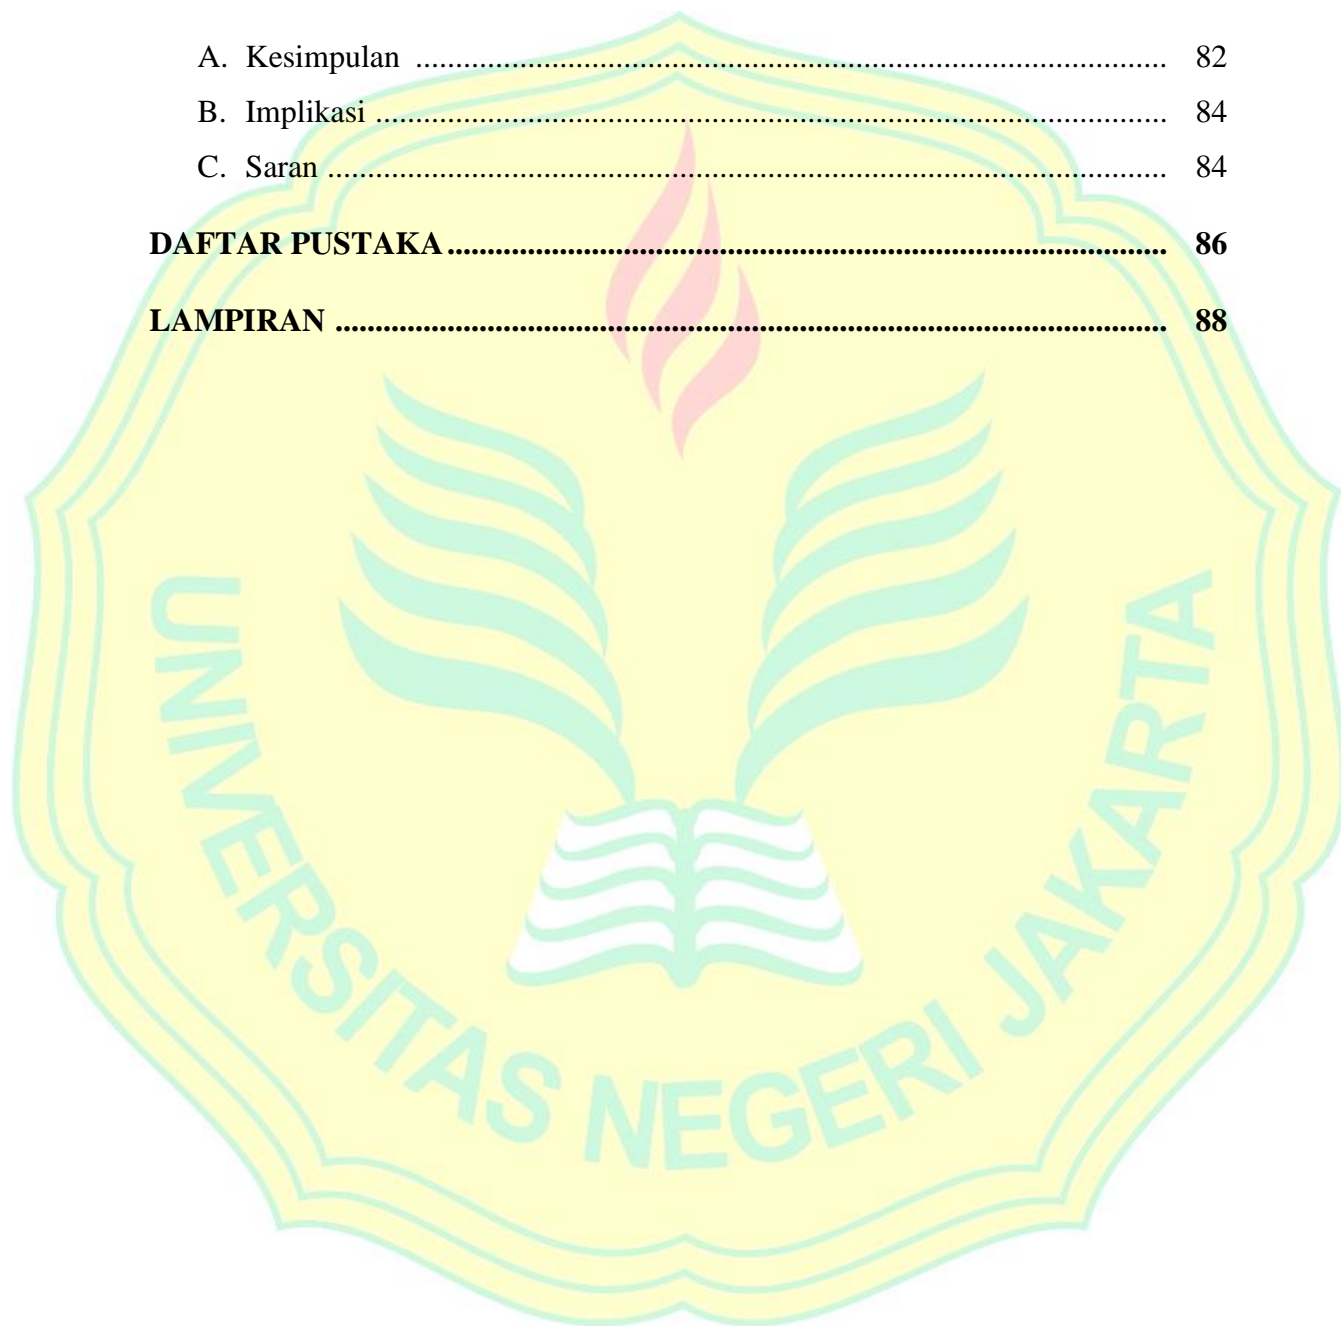 A. Kesimpulan ............................................................................................... 82
B. Implikasi .................................................................................................... 84
C. Saran .......................................................................................................... 84
DAFTAR PUSTAKA .......................................................................................... 86
LAMPIRAN ........................................................................................................ 88
UNIVERSITAS NEGERI JAKARTA